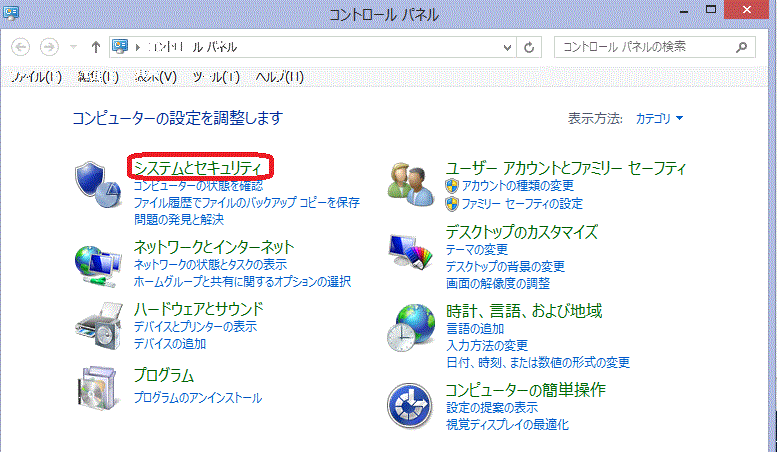 コントロール パネル
コントロール パネル
コントロール パネルの検索
ファイル(F) 編集(E) 表示(V) ツール(T) ヘルプ(H)
コンピューターの設定を調整します
表示方法: カテゴリ
システムとセキュリティ
コンピューターの状態を確認
ファイル履歴でファイルのバックアップ コピーを保存
問題の発見と解決
ネットワークとインターネット
ネットワークの状態とタスクの表示
ホームグループと共有に関するオプションの選択
ハードウェアとサウンド
デバイスとプリンターの表示
デバイスの追加
プログラム
プログラムのアンインストール
ユーザー アカウントとファミリー セーフティ
アカウントの種類の変更
ファミリー セーフティの設定
デスクトップのカスタマイズ
テーマの変更
デスクトップの背景の変更
画面の解像度の調整
時計、言語、および地域
言語の追加
入力方法の変更
日付、時刻、または数値の形式の変更
コンピューターの簡単操作
設定の提案の表示
視覚ディスプレイの最適化